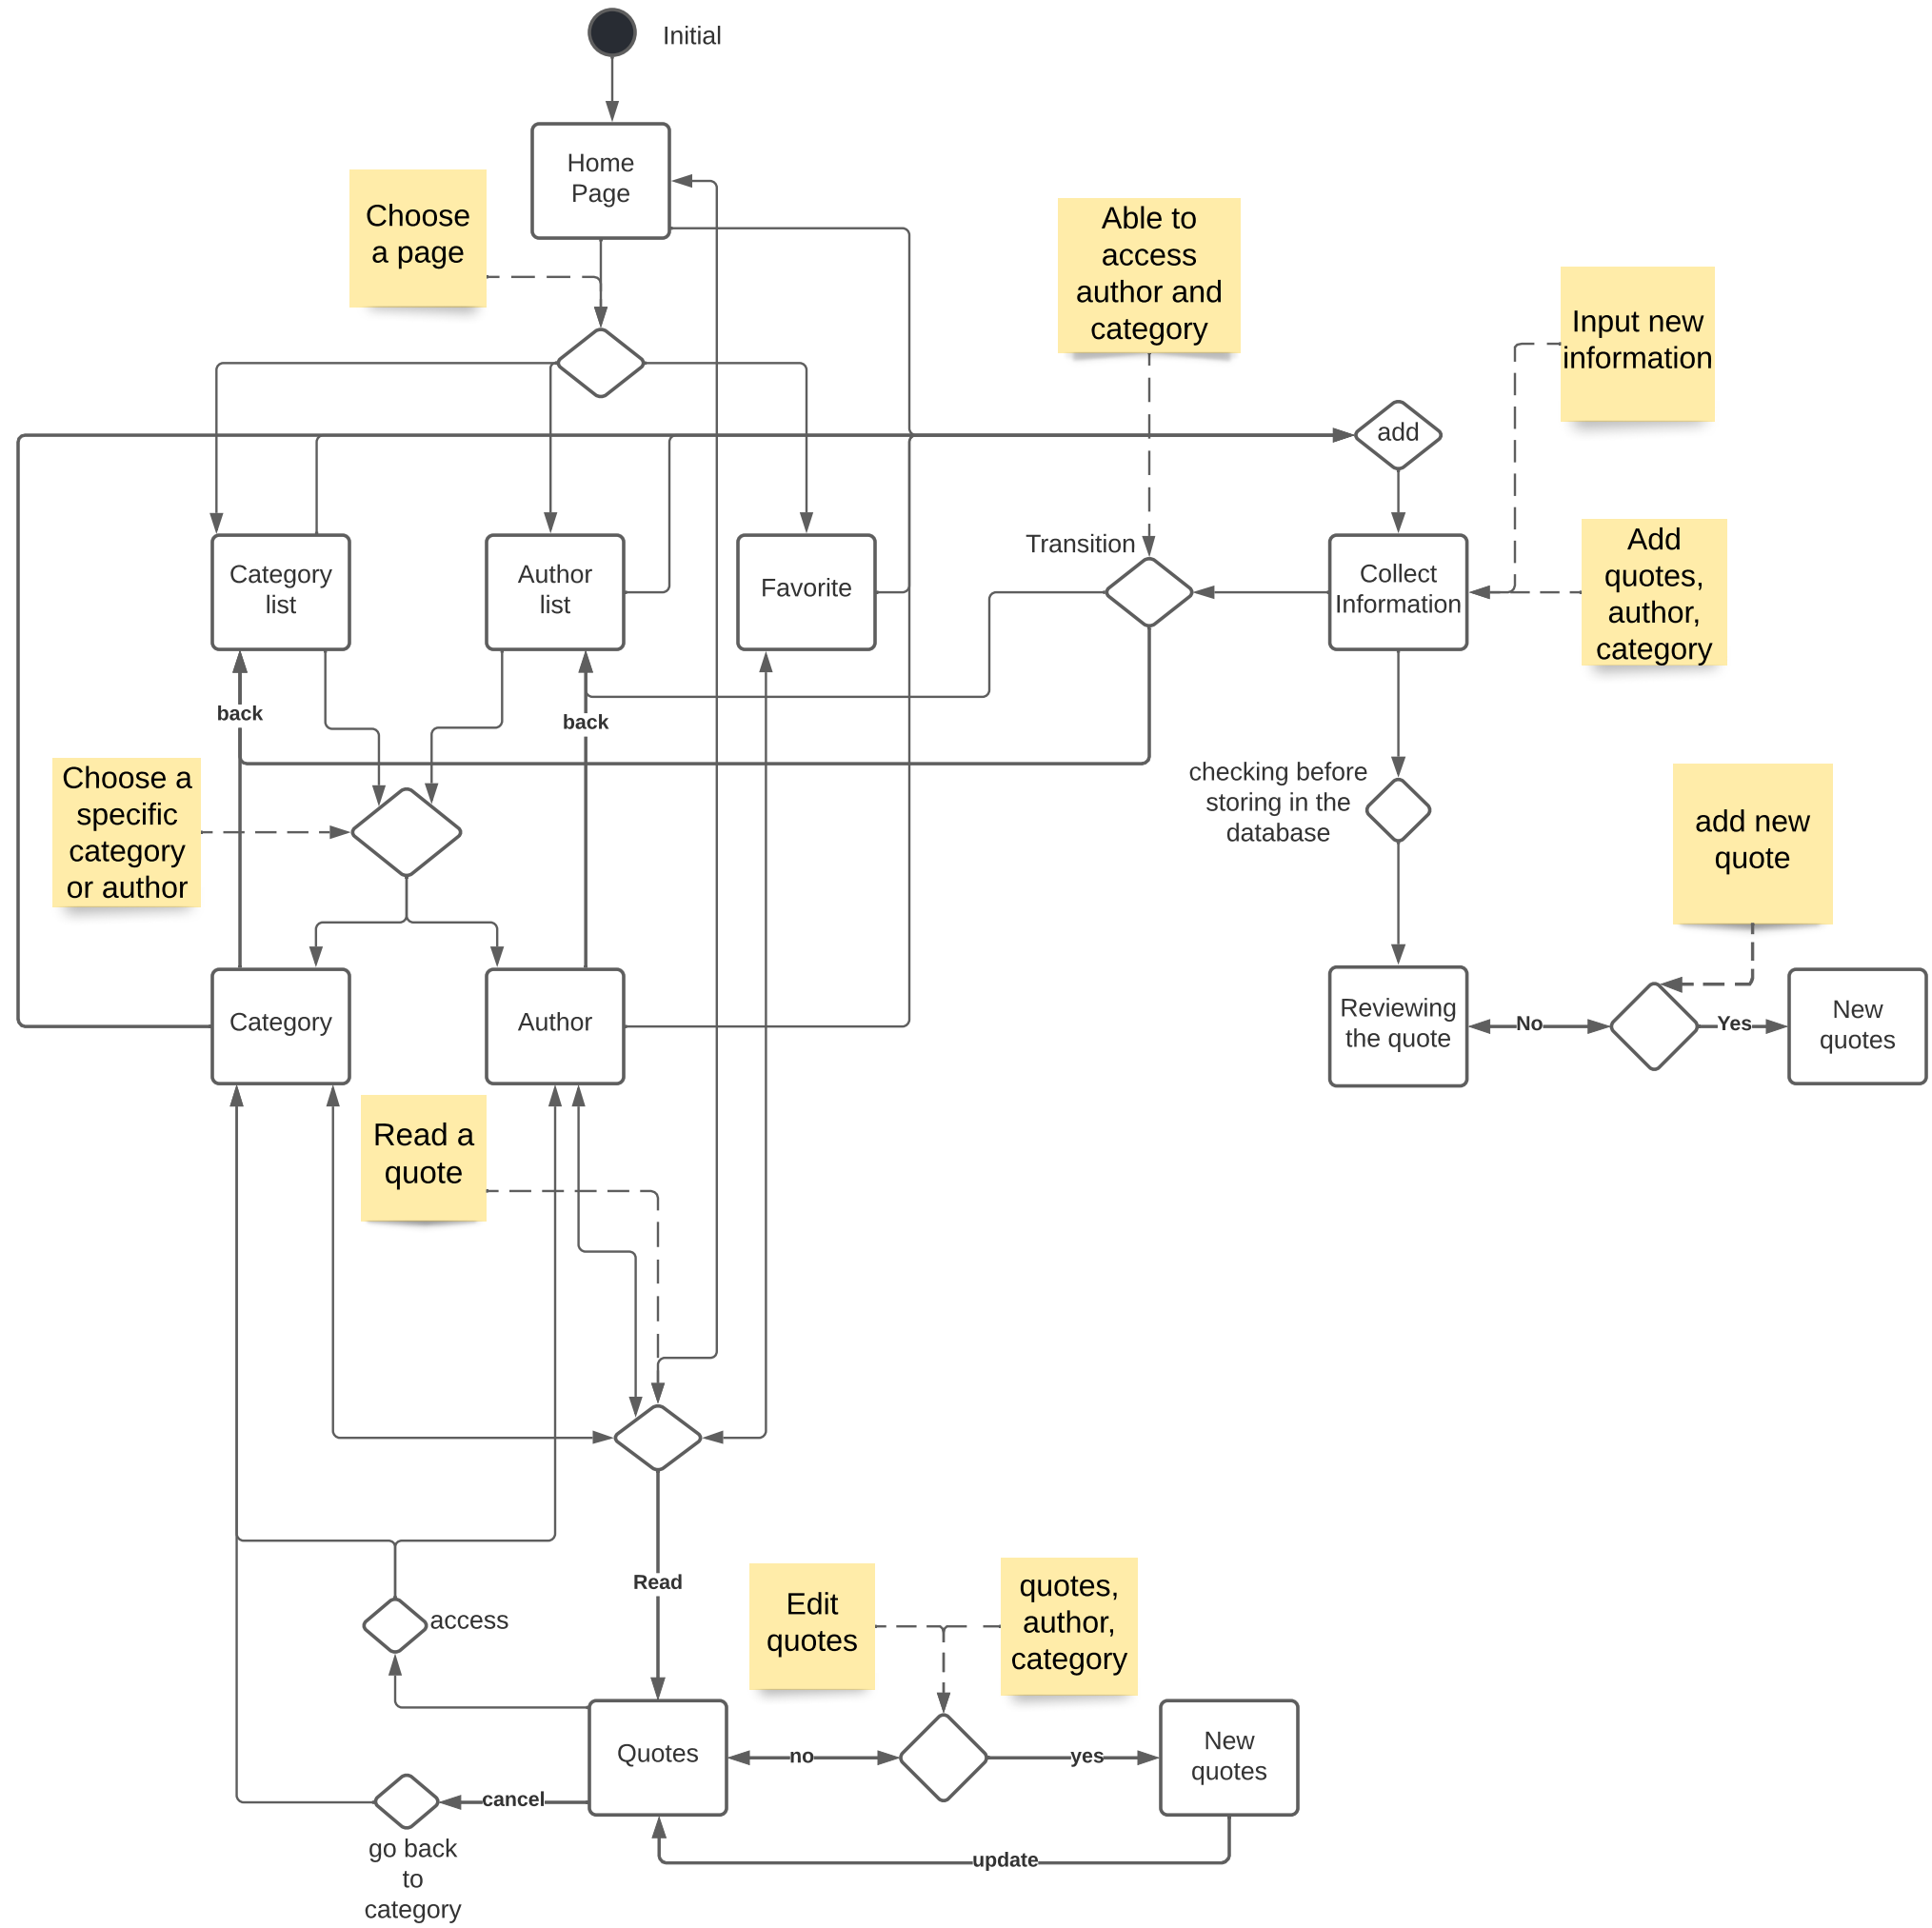 Initial
Home
Page
Choose
a page
Able to
access
author and
category
Input new
information
add
Category
list
Author
list
Favorite
Transition
Collect
Information
Add
quotes,
author,
category
back
back
Choose a
specific
category
or author
checking before
storing in the
database
add new
quote
Category
Author
Reviewing
the quote
No
Yes
New
quotes
Read a
quote
Read
access
Edit
quotes
quotes,
author,
category
Quotes
no
yes
New
quotes
cancel
update
go back
to
category